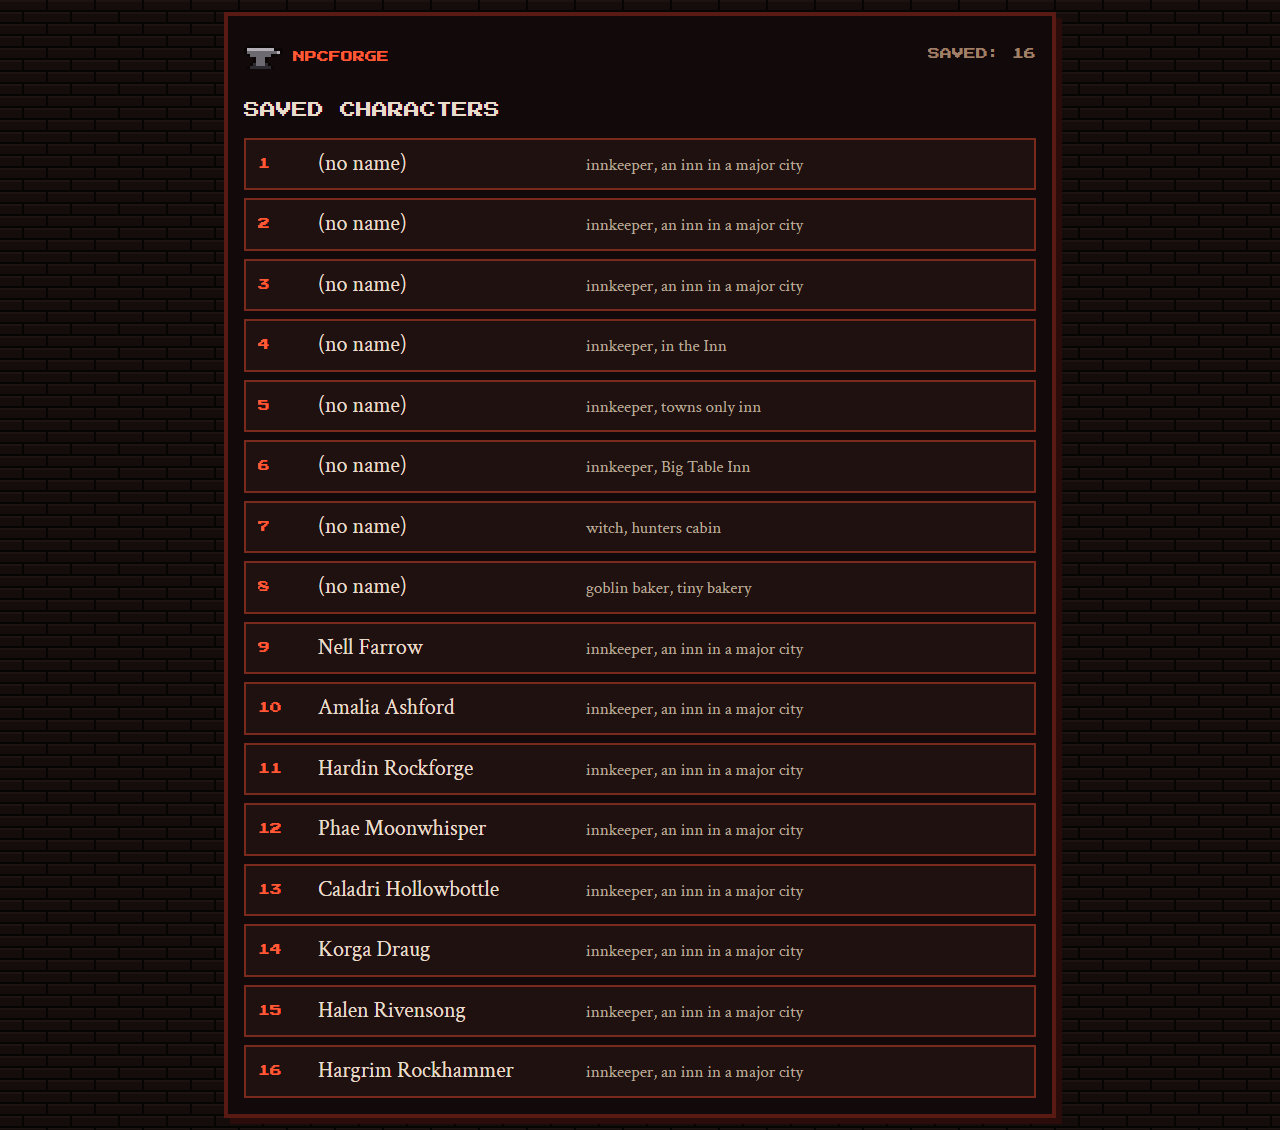 NPCFORGE
SAVED: 16
SAVED CHARACTERS
1 (no name) innkeeper, an inn in a major city
2 (no name) innkeeper, an inn in a major city
3 (no name) innkeeper, an inn in a major city
4 (no name) innkeeper, in the Inn
5 (no name) innkeeper, towns only inn
6 (no name) innkeeper, Big Table Inn
7 (no name) witch, hunters cabin
8 (no name) goblin baker, tiny bakery
9 Nell Farrow innkeeper, an inn in a major city
10 Amalia Ashford innkeeper, an inn in a major city
11 Hardin Rockforge innkeeper, an inn in a major city
12 Phae Moonwhisper innkeeper, an inn in a major city
13 Caladri Hollowbottle innkeeper, an inn in a major city
14 Korga Draug innkeeper, an inn in a major city
15 Halen Rivensong innkeeper, an inn in a major city
16 Hargrim Rockhammer innkeeper, an inn in a major city